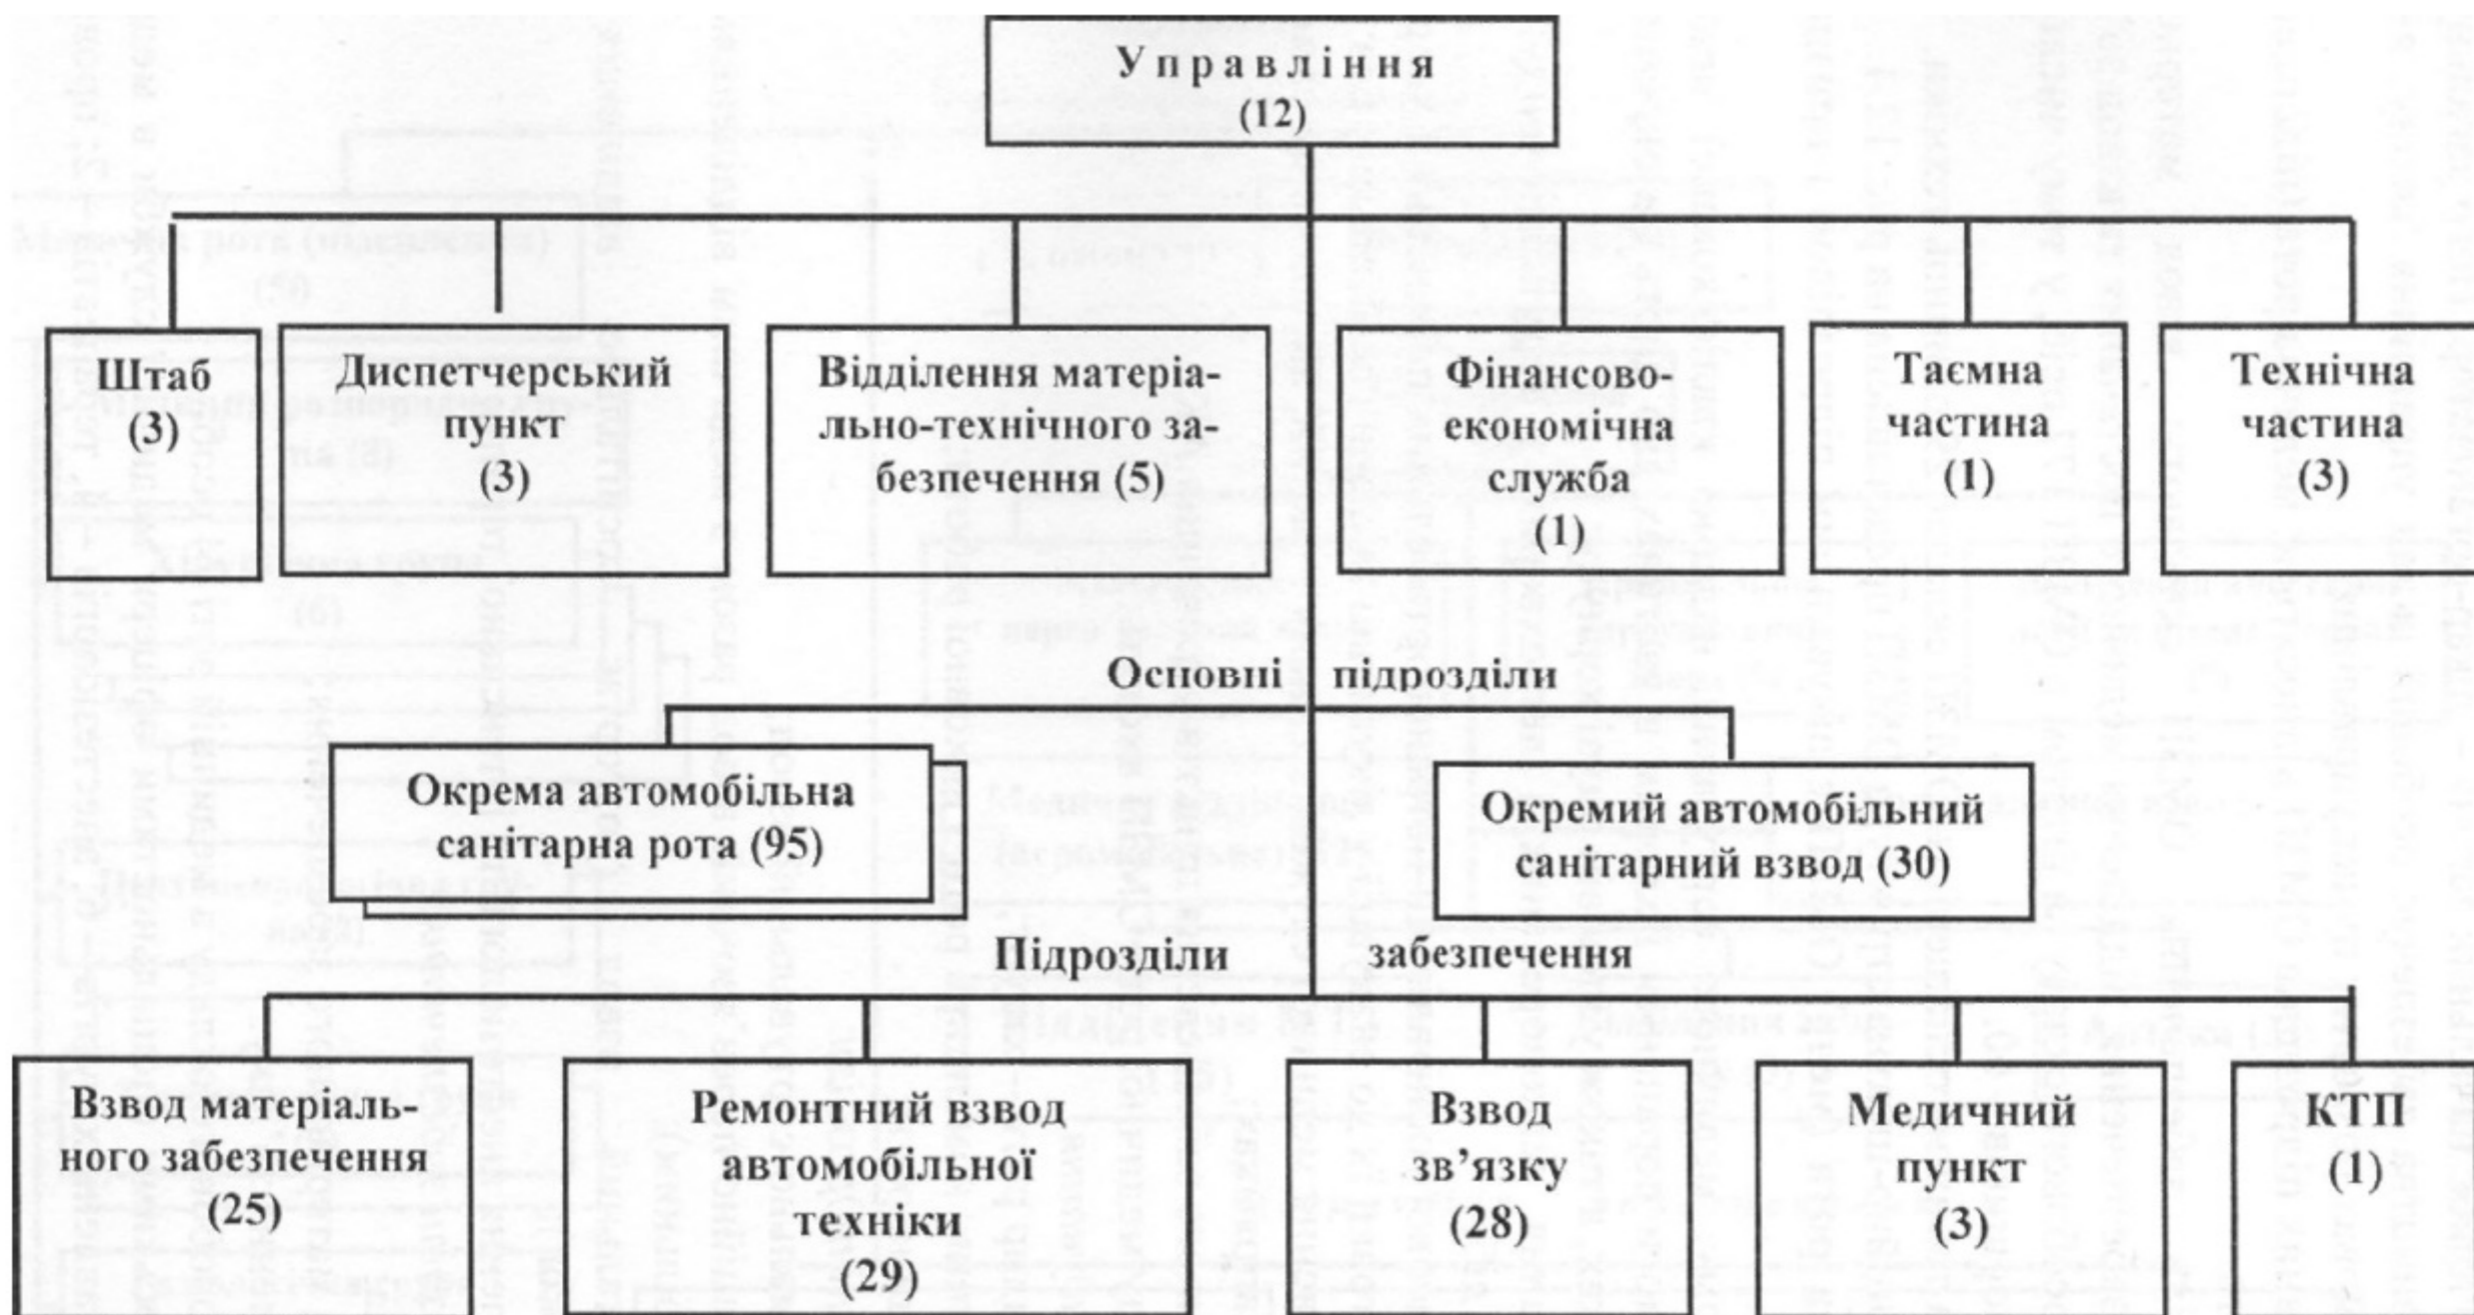 Управління
(12)
Штаб
(3)
Диспетчерський
пункт
(3)
Відділення матеріа-
льно-технічного за-
безпечення (5)
Фінансово-
економічна
служба
(1)
Таємна
частина
(1)
Технічна
частина
(3)
Основні підрозділи
Окрема автомобільна
санітарна рота (95)
Окремий автомобільний
санітарний взвод (30)
Підрозділи забезпечення
Взвод матеріаль-
ного забезпечення
(25)
Ремонтний взвод
автомобільної
техніки
(29)
Взвод
зв’язку
(28)
Медичний
пункт
(3)
КТП
(1)